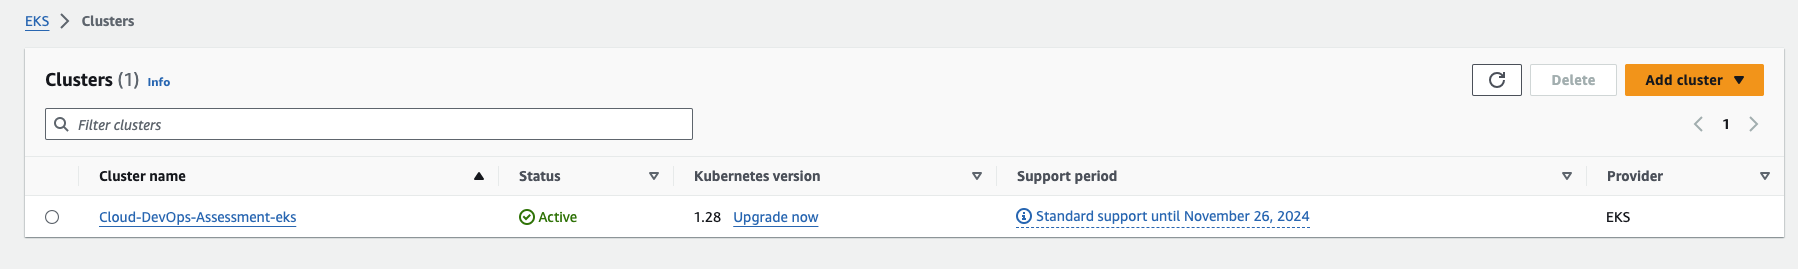 EKS Clusters
Clusters (1) Info
Delete
Add cluster
Filter clusters
1
Cluster name Status Kubernetes version Support period Provider
Cloud-DevOps-Assessment-eks Active 1.28 Upgrade now Standard support until November 26, 2024 EKS